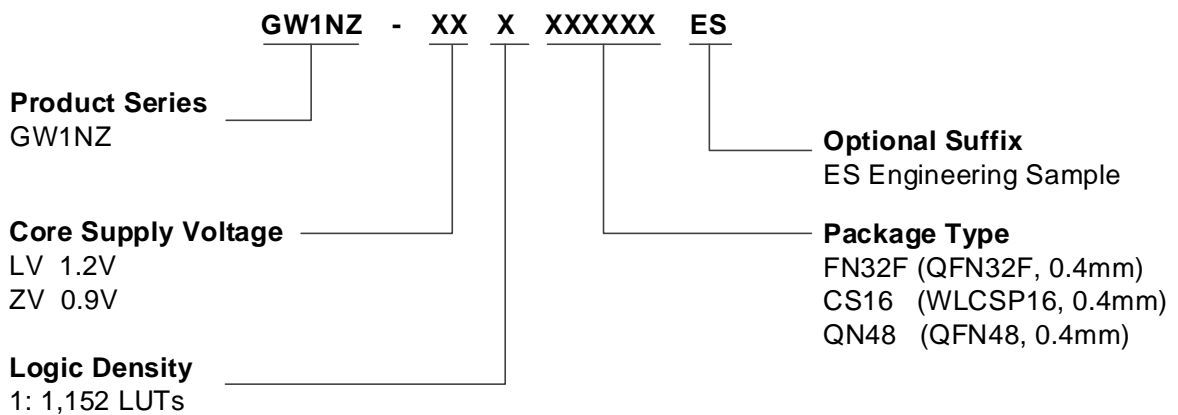 GW1NZ - XX X XXXXXX ES
Product Series
GW1NZ
Optional Suffix
ES Engineering Sample
Core Supply Voltage
LV 1.2V
ZV 0.9V
Package Type
FN32F (QFN32F, 0.4mm)
CS16 (WLCSP16, 0.4mm)
QN48 (QFN48, 0.4mm)
Logic Density
1: 1,152 LUTs